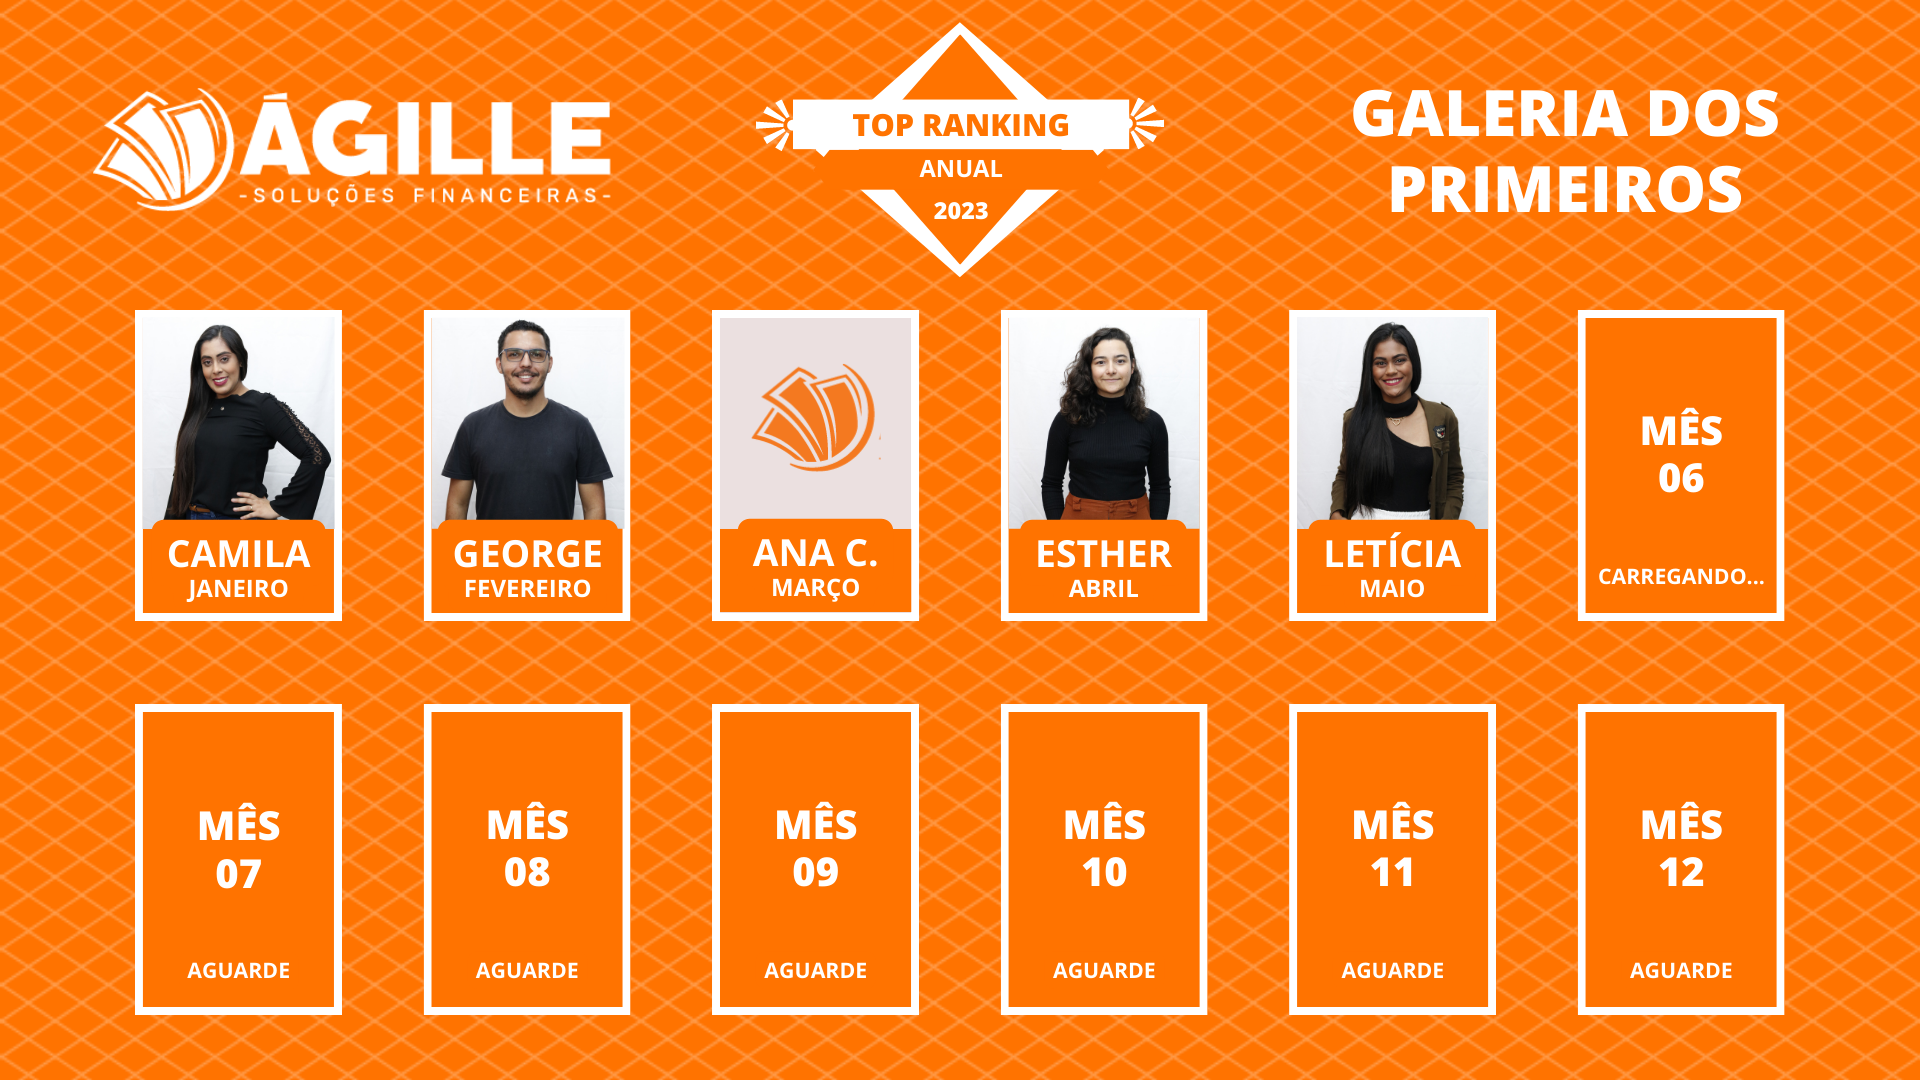 ÁGILLE
-SOLUÇÕES FINANCEIRAS-
TOP RANKING
ANUAL
2023
GALERIA DOS
PRIMEIROS
CAMILA
JANEIRO
GEORGE
FEVEREIRO
ANA C.
MARÇO
ESTHER
ABRIL
LETÍCIA
MAIO
MÊS
06
CARREGANDO...
MÊS
07
AGUARDE
MÊS
08
AGUARDE
MÊS
09
AGUARDE
MÊS
10
AGUARDE
MÊS
11
AGUARDE
MÊS
12
AGUARDE